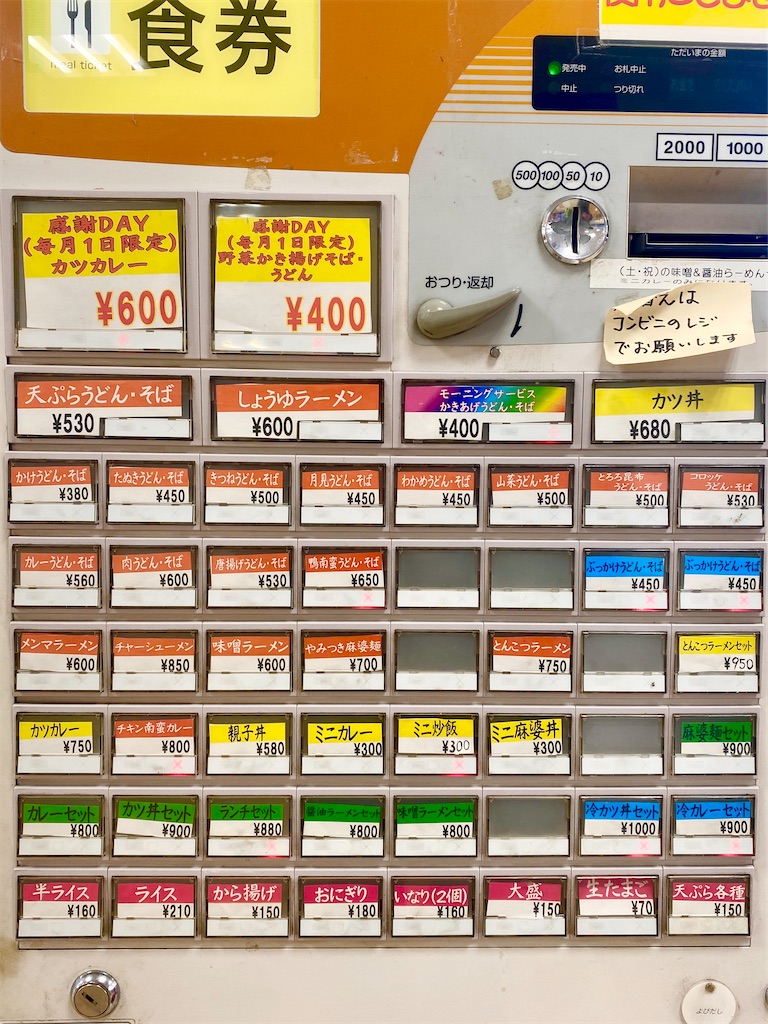 食券
meal ticket
ただいまの金額
発売中 お札中止
中止 つり切れ
2000 1000
500 100 50 10
おつり・返却
(土・祝)の味噌&醤油らーめん
コンビニのレジ
でお願いします
感謝DAY
(毎月1日限定)
カツカレー
¥600
感謝DAY
(毎月1日限定)
野菜かき揚げそば・
うどん
¥400
天ぷらうどん・そば
¥530
しょうゆラーメン
¥600
モーニングサービス
かきあげうどん・そば
¥400
カツ丼
¥680
かけうどん・そば
¥380
たぬきうどん・そば
¥450
きつねうどん・そば
¥500
月見うどん・そば
¥450
わかめうどん・そば
¥450
山菜うどん・そば
¥500
とろろ昆布
うどん・そば
¥500
コロッケ
うどん・そば
¥530
カレーうどん・そば
¥560
肉うどん・そば
¥600
唐揚げうどん・そば
¥530
鴨南蛮うどん・そば
¥650
ぶっかけうどん・そば
¥450
ぶっかけうどん・そば
¥450
メンマラーメン
¥600
チャーシューメン
¥850
味噌ラーメン
¥600
やみつき麻婆麺
¥700
とんこつラーメン
¥750
とんこつラーメンセット
¥950
カツカレー
¥750
チキン南蛮カレー
¥800
親子丼
¥580
ミニカレー
¥300
ミニ炒飯
¥300
ミニ麻婆丼
¥300
麻婆麺セット
¥900
カレーセット
¥800
カツ丼セット
¥900
ランチセット
¥880
醤油ラーメンセット
¥800
味噌ラーメンセット
¥800
冷カツ丼セット
¥1000
冷カレーセット
¥900
半ライス
¥160
ライス
¥210
から揚げ
¥150
おにぎり
¥180
いなり(2個)
¥160
大盛
¥150
生たまご
¥70
天ぷら各種
¥150
よびだし